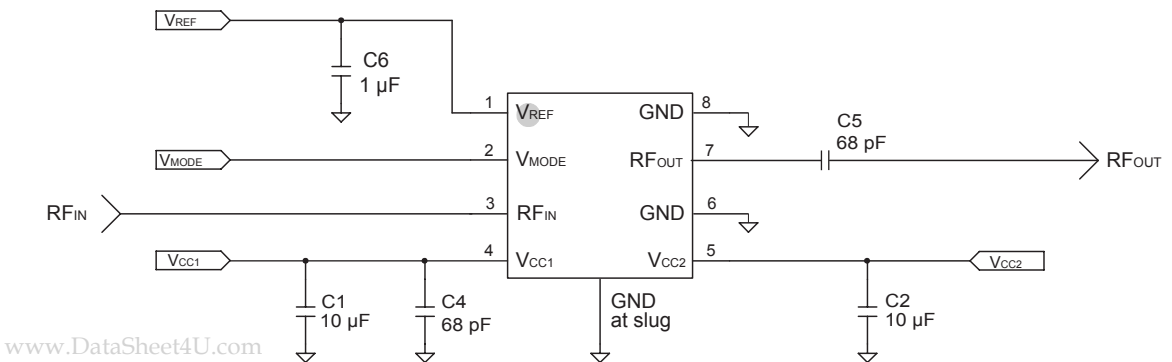 VREF
C6
1 µF
1 VREF GND 8
C5
68 pF
VMODE 2 VMODE RFOUT 7 RFOUT
RFIN 3 RFIN GND 6
VCC1 4 VCC1 VCC2 5 VCC2
C1
10 µF
C4
68 pF
GND
at slug
C2
10 µF
www.DataSheet4U.com